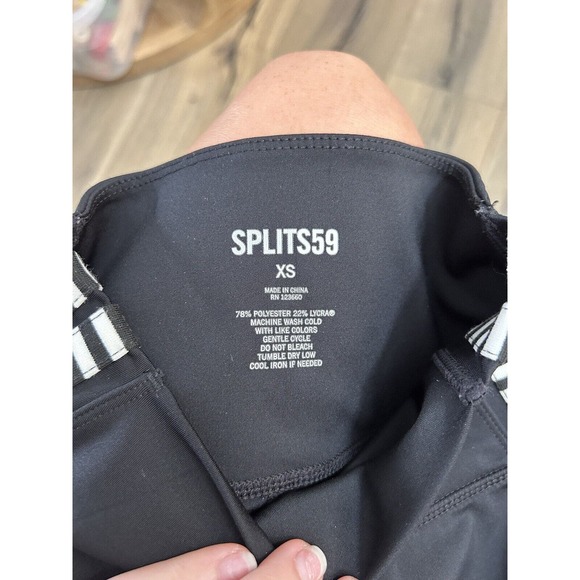 SPLITS59
XS
MADE IN CHINA
RN 123660
78% POLYESTER 22% LYCRA®
MACHINE WASH COLD
WITH LIKE COLORS
GENTLE CYCLE
DO NOT BLEACH
TUMBLE DRY LOW
COOL IRON IF NEEDED